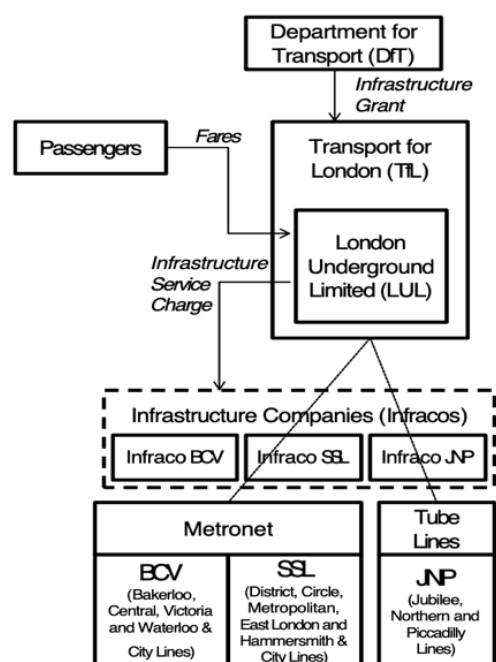 Department for
Transport (DfT)
Infrastructure
Grant
Passengers
Fares
Transport for
London (TfL)
London
Underground
Limited (LUL)
Infrastructure
Service
Charge
Infrastructure Companies (Infracos)
Infraco BCV
Infraco SSL
Infraco JNP
Metronet
Tube
Lines
BCV
(Bakerloo,
Central, Victoria
and Waterloo &
City Lines)
SSL
(District, Circle,
Metropolitan,
East London and
Hammersmith &
City Lines)
JNP
(Jubilee,
Northern and
Piccadilly
Lines)